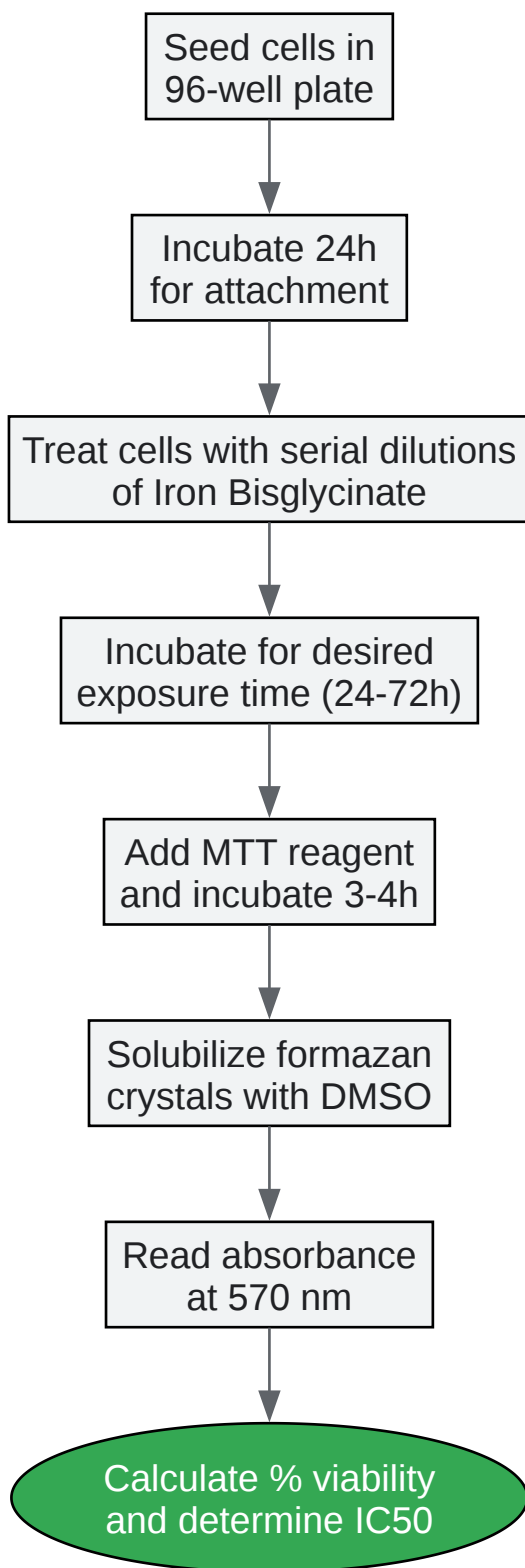 Seed cells in
96-well plate
Incubate 24h
for attachment
Treat cells with serial dilutions
of Iron Bisglycinate
Incubate for desired
exposure time (24-72h)
Add MTT reagent
and incubate 3-4h
Solubilize formazan
crystals with DMSO
Read absorbance
at 570 nm
Calculate % viability
and determine IC50